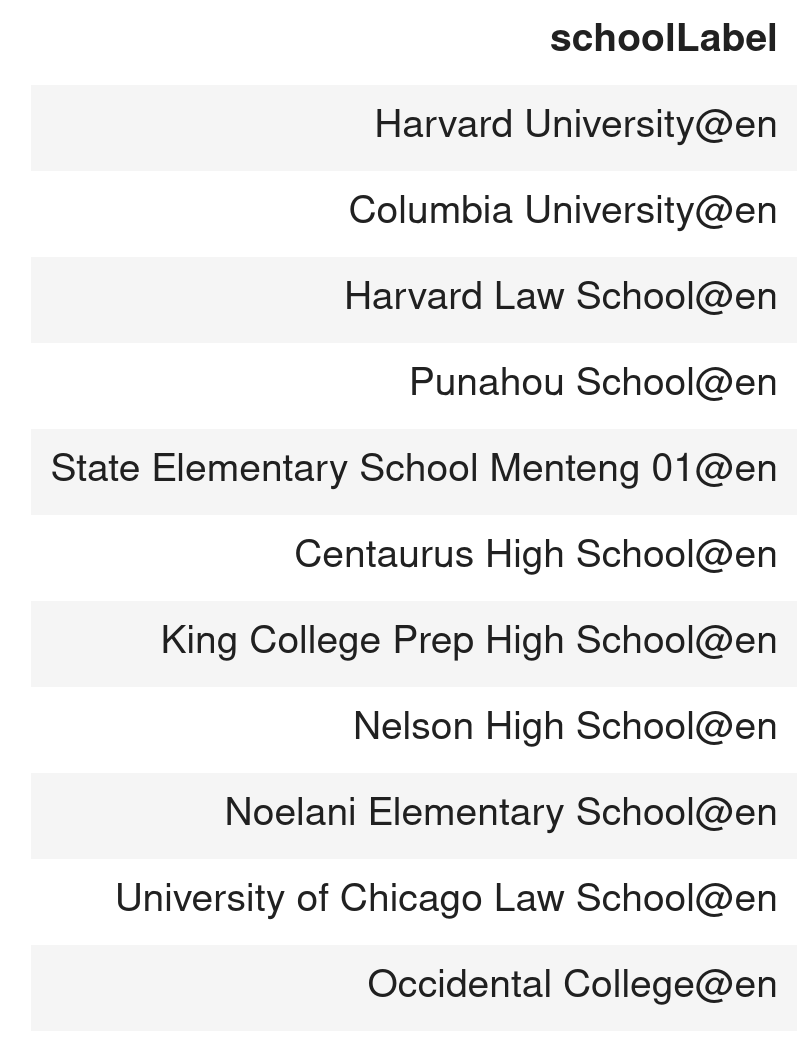 schoolLabel
Harvard University@en
Columbia University@en
Harvard Law School@en
Punahou School@en
State Elementary School Menteng 01@en
Centaurus High School@en
King College Prep High School@en
Nelson High School@en
Noelani Elementary School@en
University of Chicago Law School@en
Occidental College@en